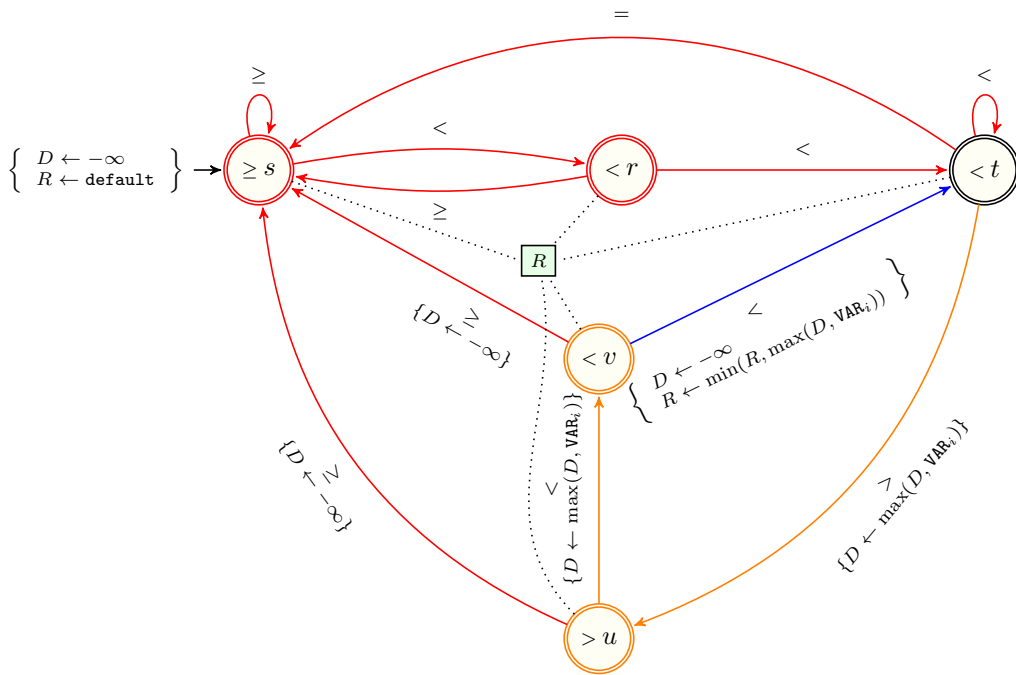 =
≥
<
{ D ← −∞
R ← default }
≥ s
<
< r
<
< t
≥
R
≥
{D ← −∞}
< v
<
{ D ← −∞
R ← min(R, max(D, VAR_i)) }
≥
{D ← −∞}
<
{D ← max(D, VAR_i)}
>
{D ← max(D, VAR_i)}
> u